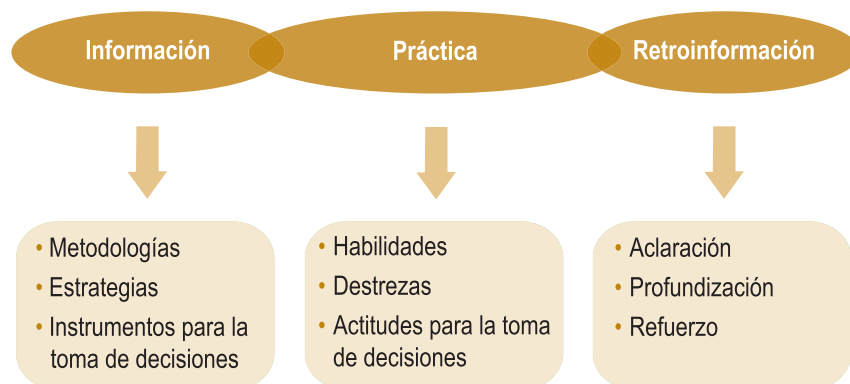 Información
Práctica
Retroinformación
• Metodologías
• Estrategias
• Instrumentos para la
toma de decisiones
• Habilidades
• Destrezas
• Actitudes para la toma
de decisiones
• Aclaración
• Profundización
• Refuerzo